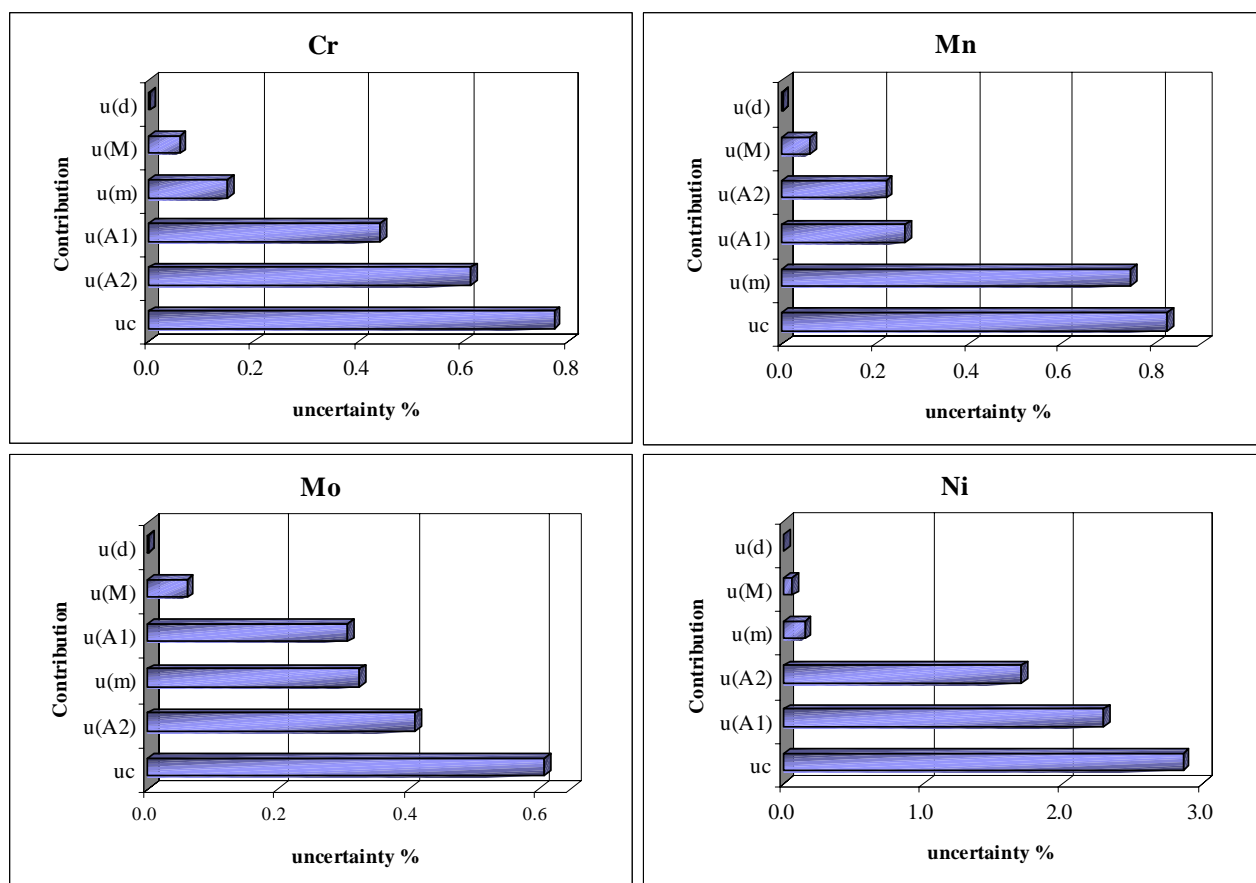 Cr
Contribution
u(d)
u(M)
u(m)
u(A1)
u(A2)
uc
0.0 0.2 0.4 0.6 0.8
uncertainty %
Mn
Contribution
u(d)
u(M)
u(A2)
u(A1)
u(m)
uc
0.0 0.2 0.4 0.6 0.8
uncertainty %
Mo
Contribution
u(d)
u(M)
u(A1)
u(m)
u(A2)
uc
0.0 0.2 0.4 0.6
uncertainty %
Ni
Contribution
u(d)
u(M)
u(m)
u(A2)
u(A1)
uc
0.0 1.0 2.0 3.0
uncertainty %